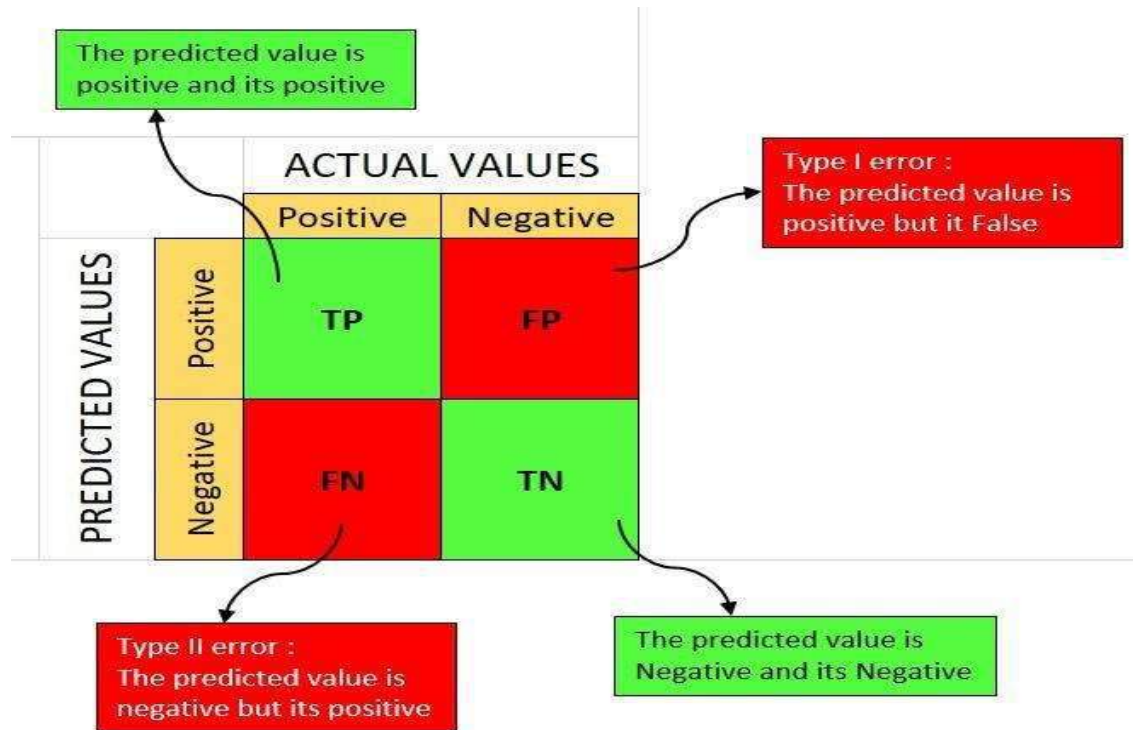 The predicted value is
positive and its positive
ACTUAL VALUES
Positive Negative
Type I error :
The predicted value is
positive but it False
PREDICTED VALUES
Positive
TP FP
Negative
FN TN
Type II error :
The predicted value is
negative but its positive
The predicted value is
Negative and its Negative